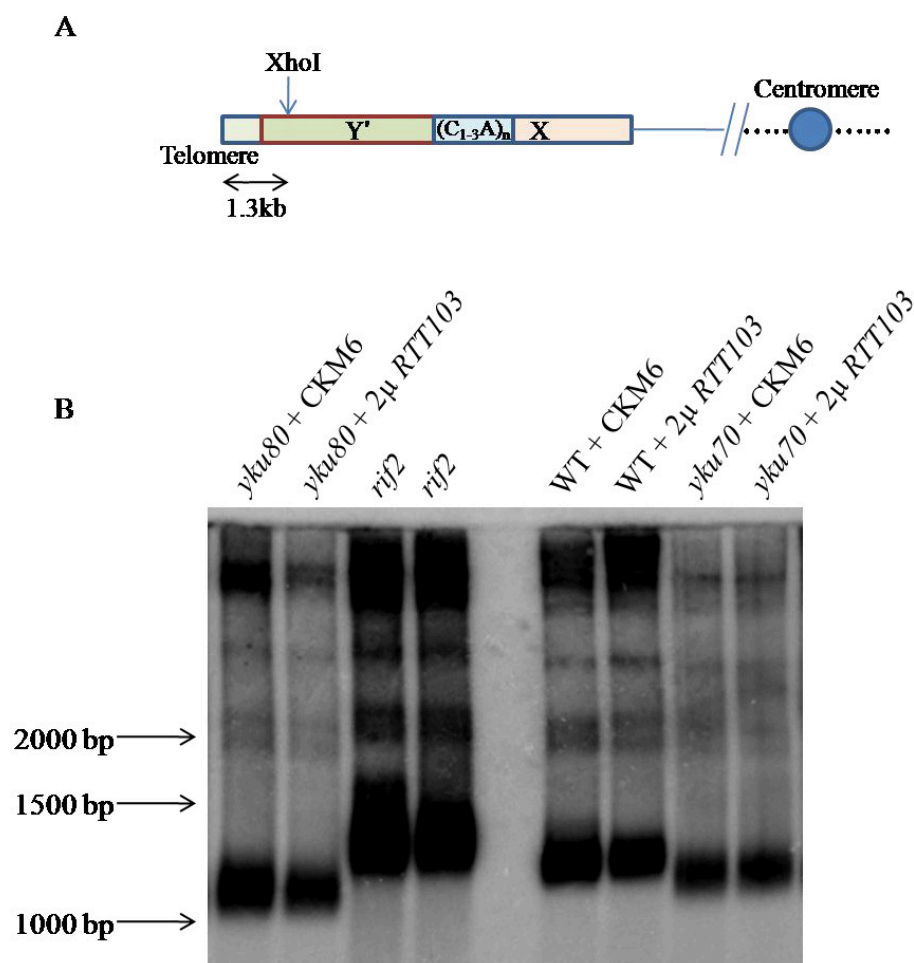 A
XhoI
Centromere
Y' (C1-3A)n X
Telomere
1.3kb
B
yku80 + CKM6
yku80 + 2μ RTT103
rif2
rif2
WT + CKM6
WT + 2μ RTT103
yku70 + CKM6
yku70 + 2μ RTT103
2000 bp
1500 bp
1000 bp